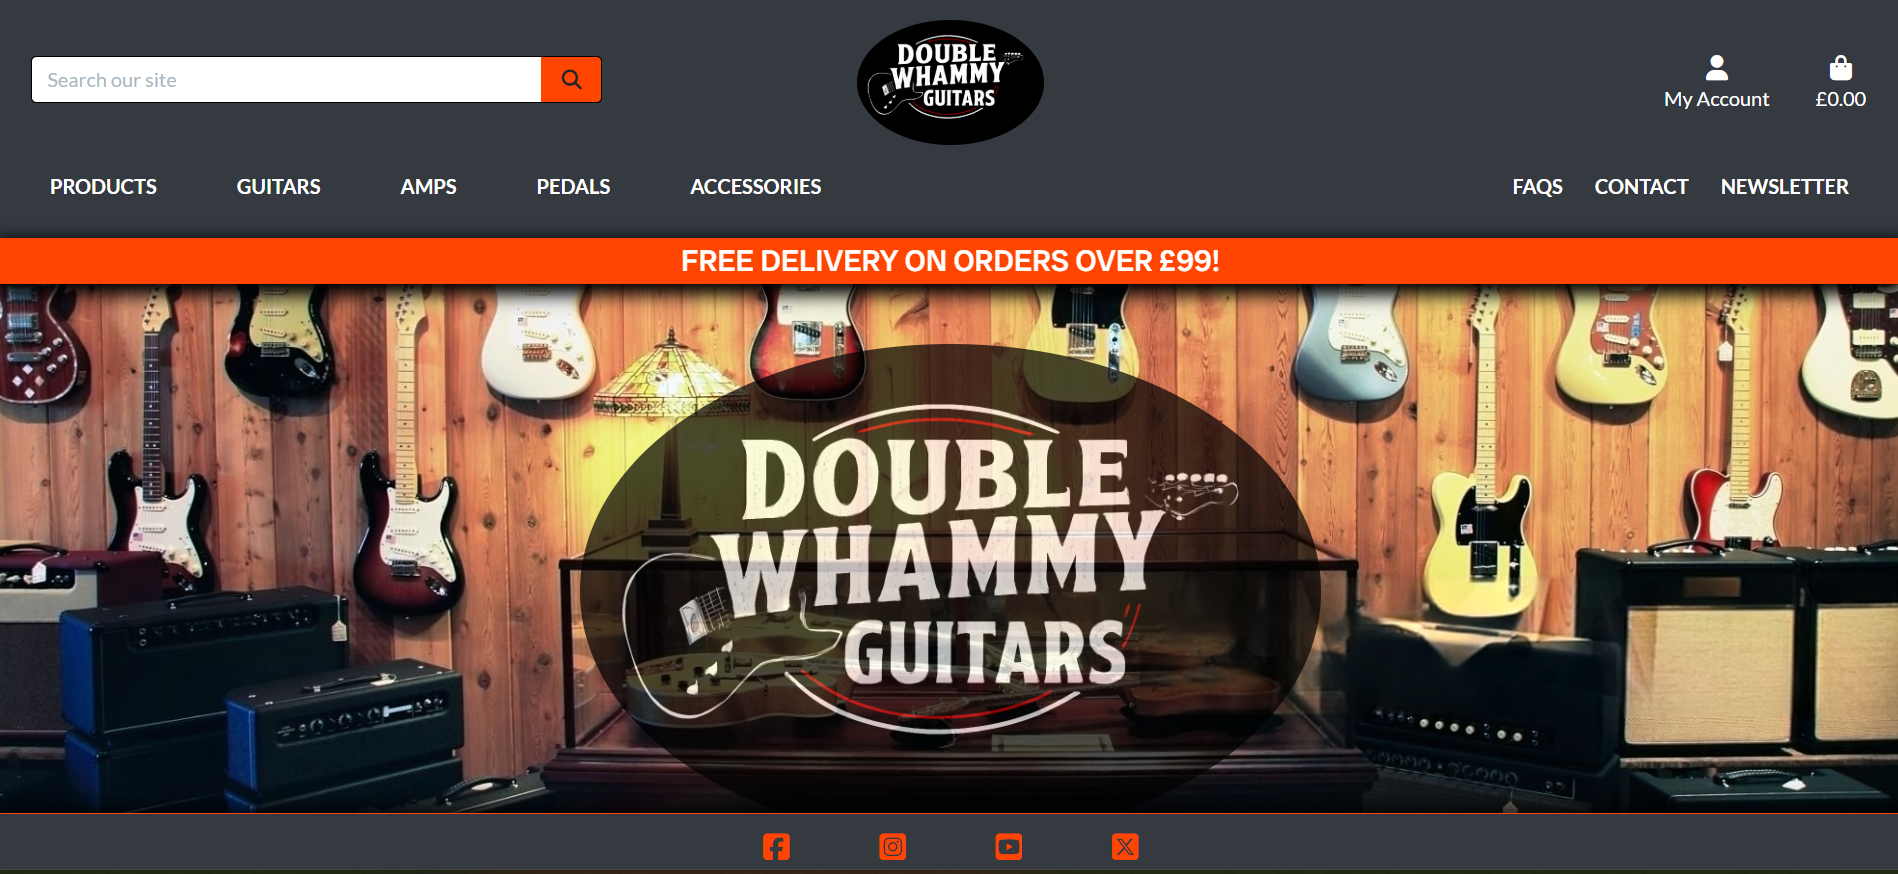 Search our site
DOUBLE
WHAMMY
GUITARS
My Account
£0.00
PRODUCTS
GUITARS
AMPS
PEDALS
ACCESSORIES
FAQS
CONTACT
NEWSLETTER
FREE DELIVERY ON ORDERS OVER £99!
DOUBLE
WHAMMY
GUITARS